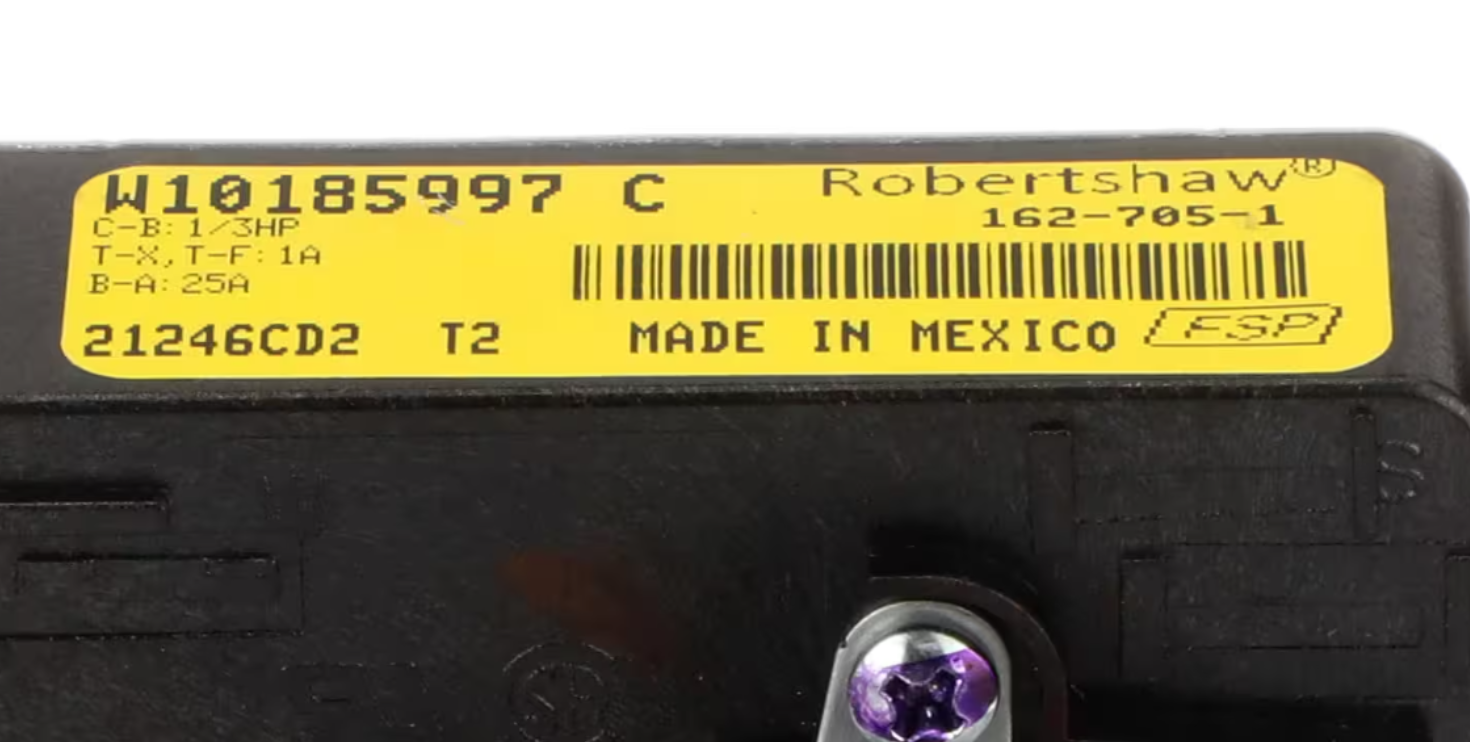 W10185997 C
Robertshaw®
162-705-1
C-B: 1/3HP
T-X, T-F: 1A
B-A: 25A
21246CD2 T2 MADE IN MEXICO FSP
S